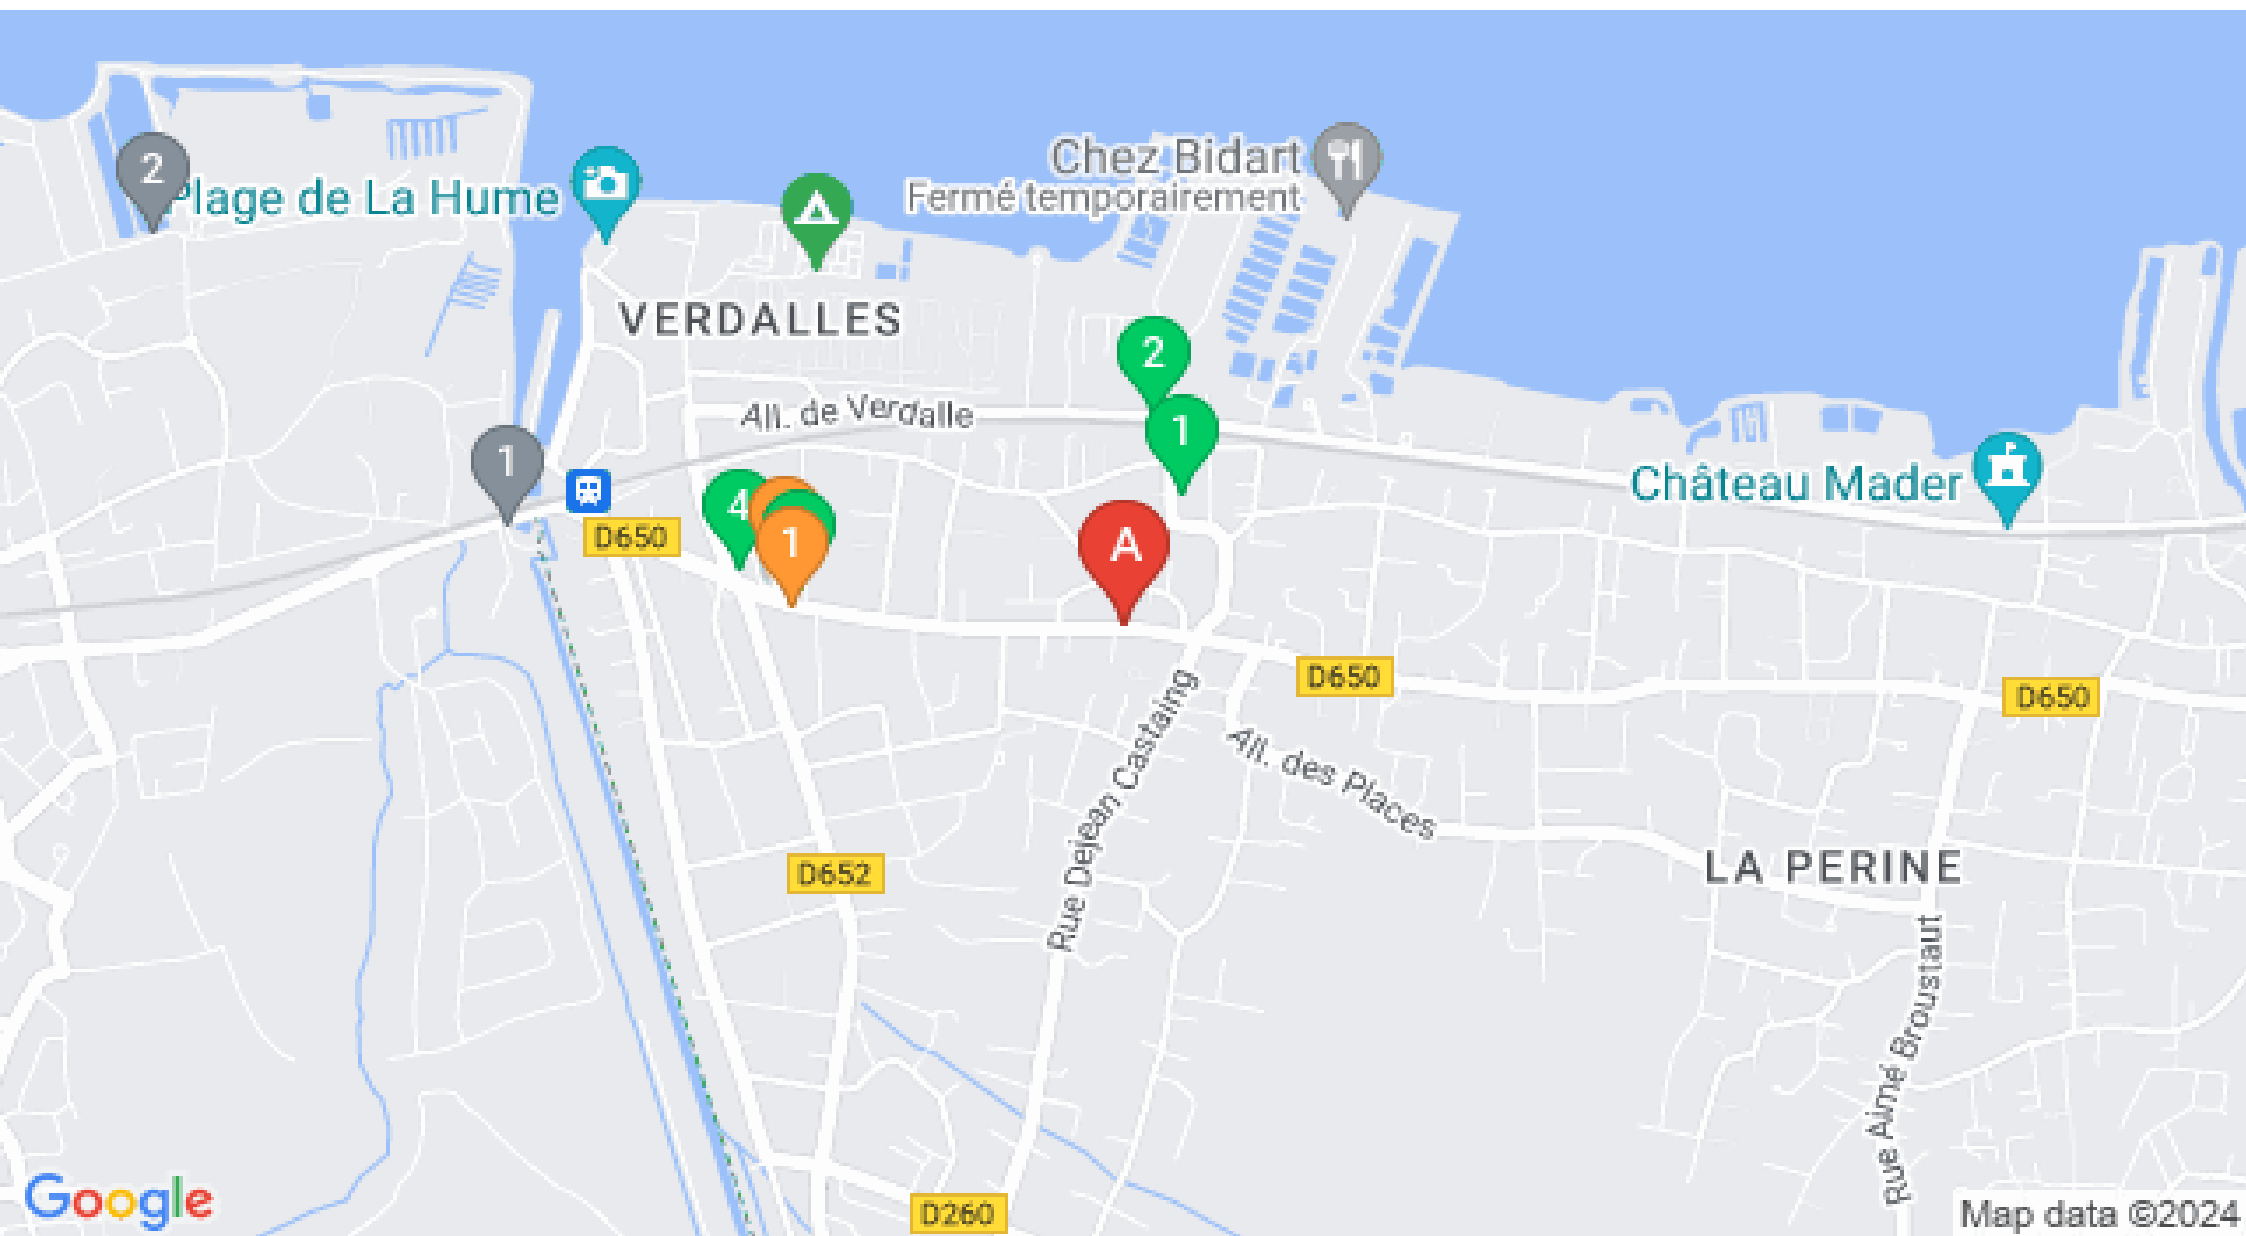 Chez Bidart
Fermé temporairement
2
Plage de La Hume
VERDALLES
2
All. de Verdalle
1
1
Château Mader
4
D650
1
A
D650
D650
Rue Dejean Castaing
All. des Places
D652
LA PERINE
Rue Aimé Broustaut
Google
D260
Map data ©2024